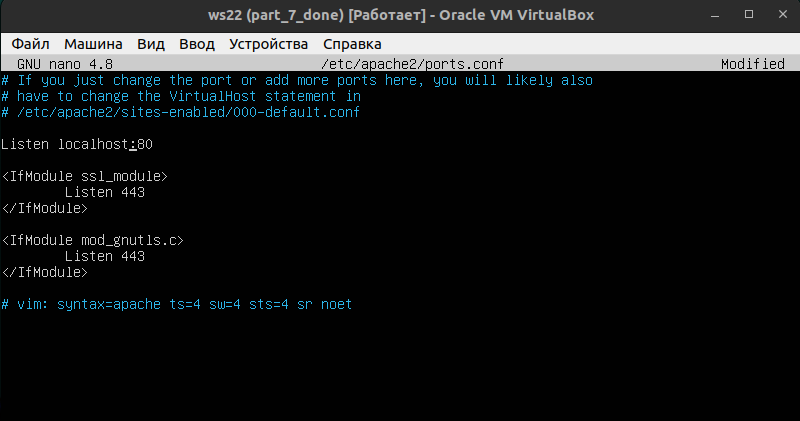 ws22 (part_7_done) [Работает] - Oracle VM VirtualBox
Файл Машина Вид Ввод Устройства Справка
GNU nano 4.8 /etc/apache2/ports.conf Modified
# If you just change the port or add more ports here, you will likely also
# have to change the VirtualHost statement in
# /etc/apache2/sites-enabled/000-default.conf
Listen localhost:80
<IfModule ssl_module>
Listen 443
</IfModule>
<IfModule mod_gnutls.c>
Listen 443
</IfModule>
# vim: syntax=apache ts=4 sw=4 sts=4 sr noet